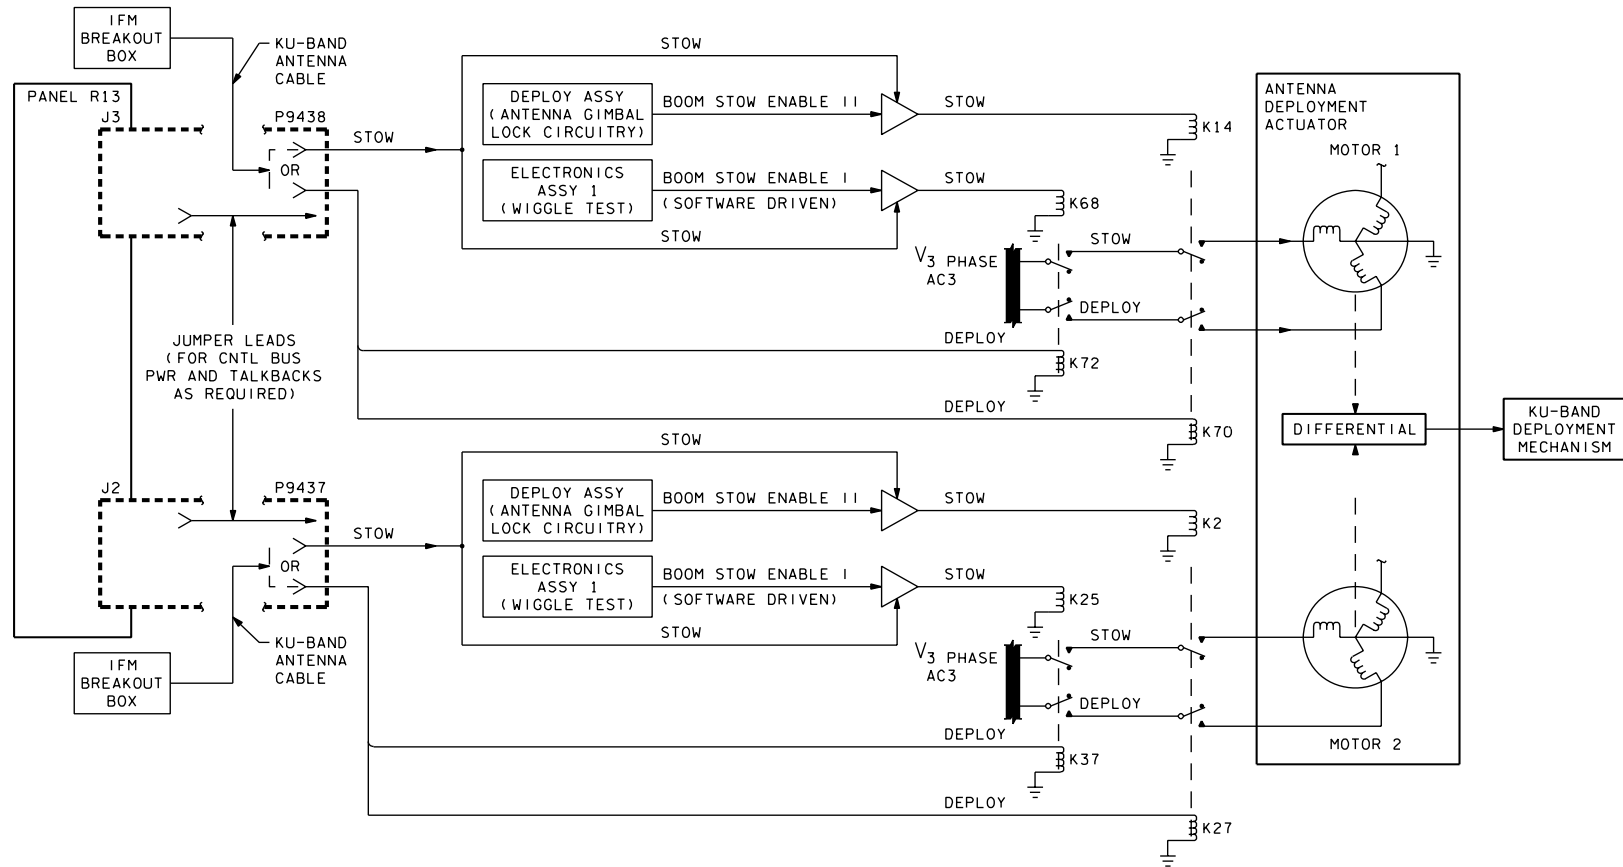 IFM
BREAKOUT
BOX
KU-BAND
ANTENNA
CABLE
PANEL R13
J3
P9438
OR
STOW
STOW
DEPLOY ASSY
(ANTENNA GIMBAL
LOCK CIRCUITRY)
BOOM STOW ENABLE II
STOW
K14
ELECTRONICS
ASSY 1
(WIGGLE TEST)
BOOM STOW ENABLE I
(SOFTWARE DRIVEN)
STOW
K68
STOW
V3 PHASE
AC3
STOW
DEPLOY
DEPLOY
K72
DEPLOY
K70
ANTENNA
DEPLOYMENT
ACTUATOR
MOTOR 1
JUMPER LEADS
(FOR CNTL BUS
PWR AND TALKBACKS
AS REQUIRED)
DIFFERENTIAL
KU-BAND
DEPLOYMENT
MECHANISM
J2
P9437
OR
STOW
STOW
DEPLOY ASSY
(ANTENNA GIMBAL
LOCK CIRCUITRY)
BOOM STOW ENABLE II
STOW
K2
ELECTRONICS
ASSY 1
(WIGGLE TEST)
BOOM STOW ENABLE I
(SOFTWARE DRIVEN)
STOW
K25
STOW
V3 PHASE
AC3
STOW
DEPLOY
DEPLOY
K37
DEPLOY
K27
MOTOR 2
KU-BAND
ANTENNA
CABLE
IFM
BREAKOUT
BOX